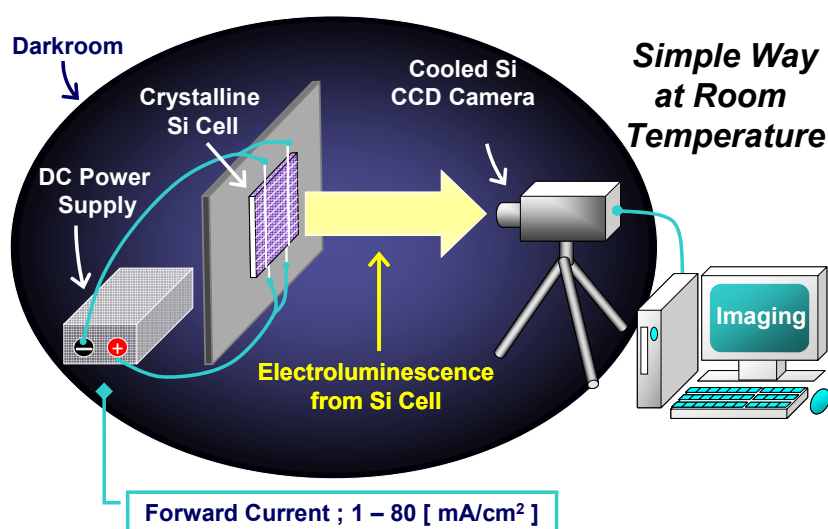 Darkroom
Crystalline
Si Cell
DC Power
Supply
Cooled Si
CCD Camera
Simple Way
at Room
Temperature
Imaging
−
+
Electroluminescence
from Si Cell
Forward Current ; 1 – 80 [ mA/cm² ]